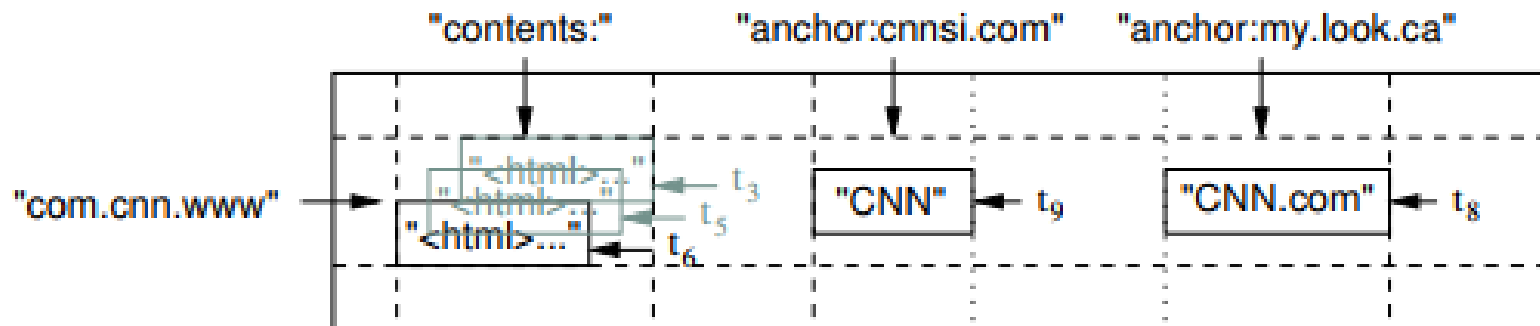 "contents:" "anchor:cnnsi.com" "anchor:my.look.ca"
"<html>..." t3
"com.cnn.www" "<html>..." t5 "CNN" t9 "CNN.com" t8
"<html>..." t6